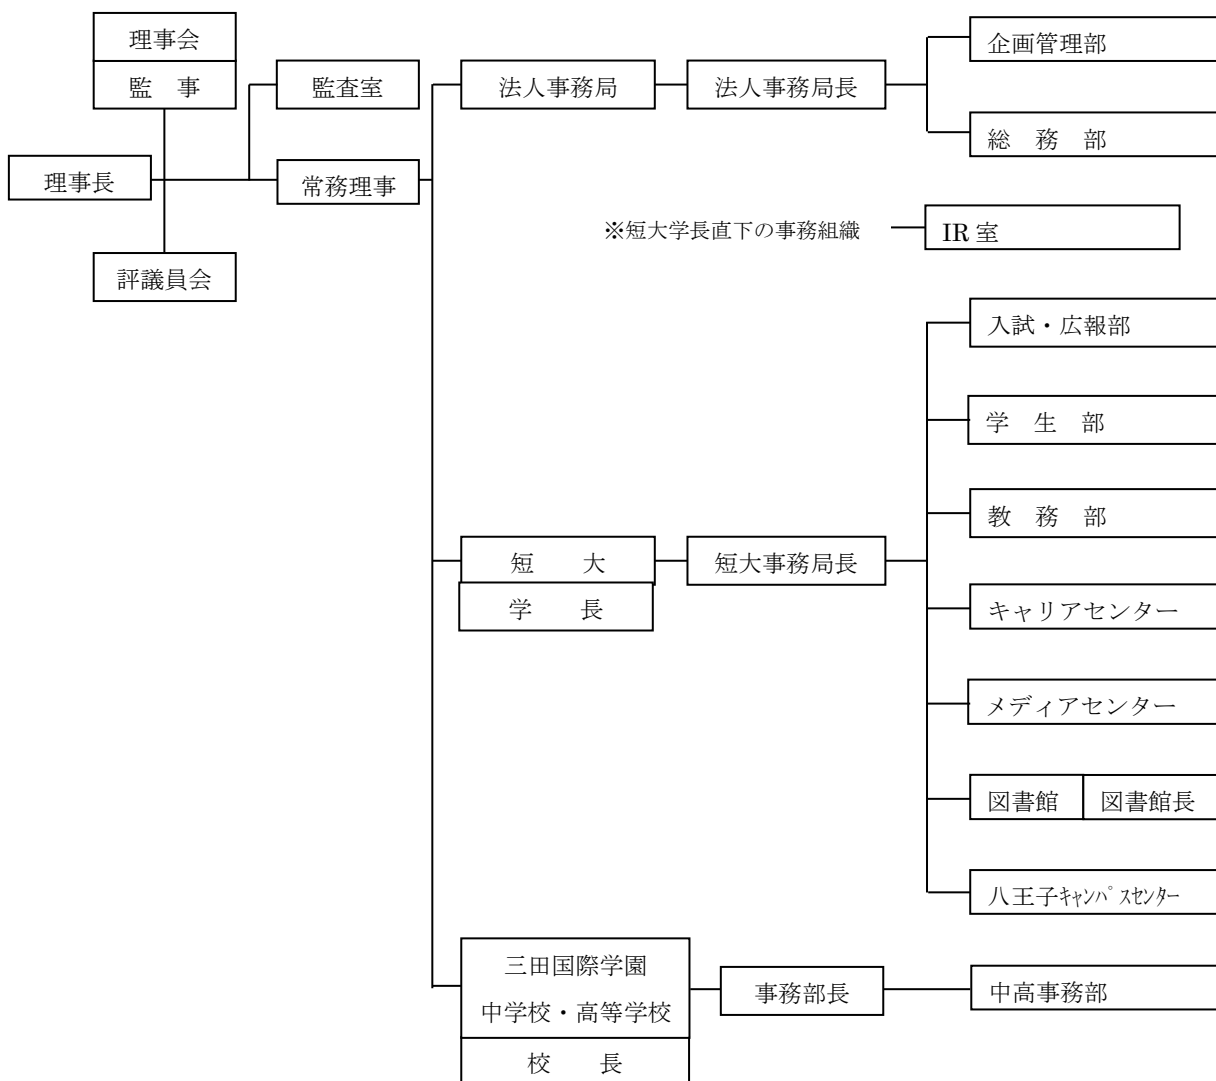 理事会
監　事
理事長
評議員会
監査室
常務理事
法人事務局
法人事務局長
企画管理部
総　務　部
※短大学長直下の事務組織
IR 室
短　　大
学　　長
短大事務局長
入試・広報部
学　生　部
教　務　部
キャリアセンター
メディアセンター
図書館
図書館長
八王子ｷｬﾝﾊﾟｽｾﾝﾀｰ
三田国際学園
中学校・高等学校
校　　長
事務部長
中高事務部